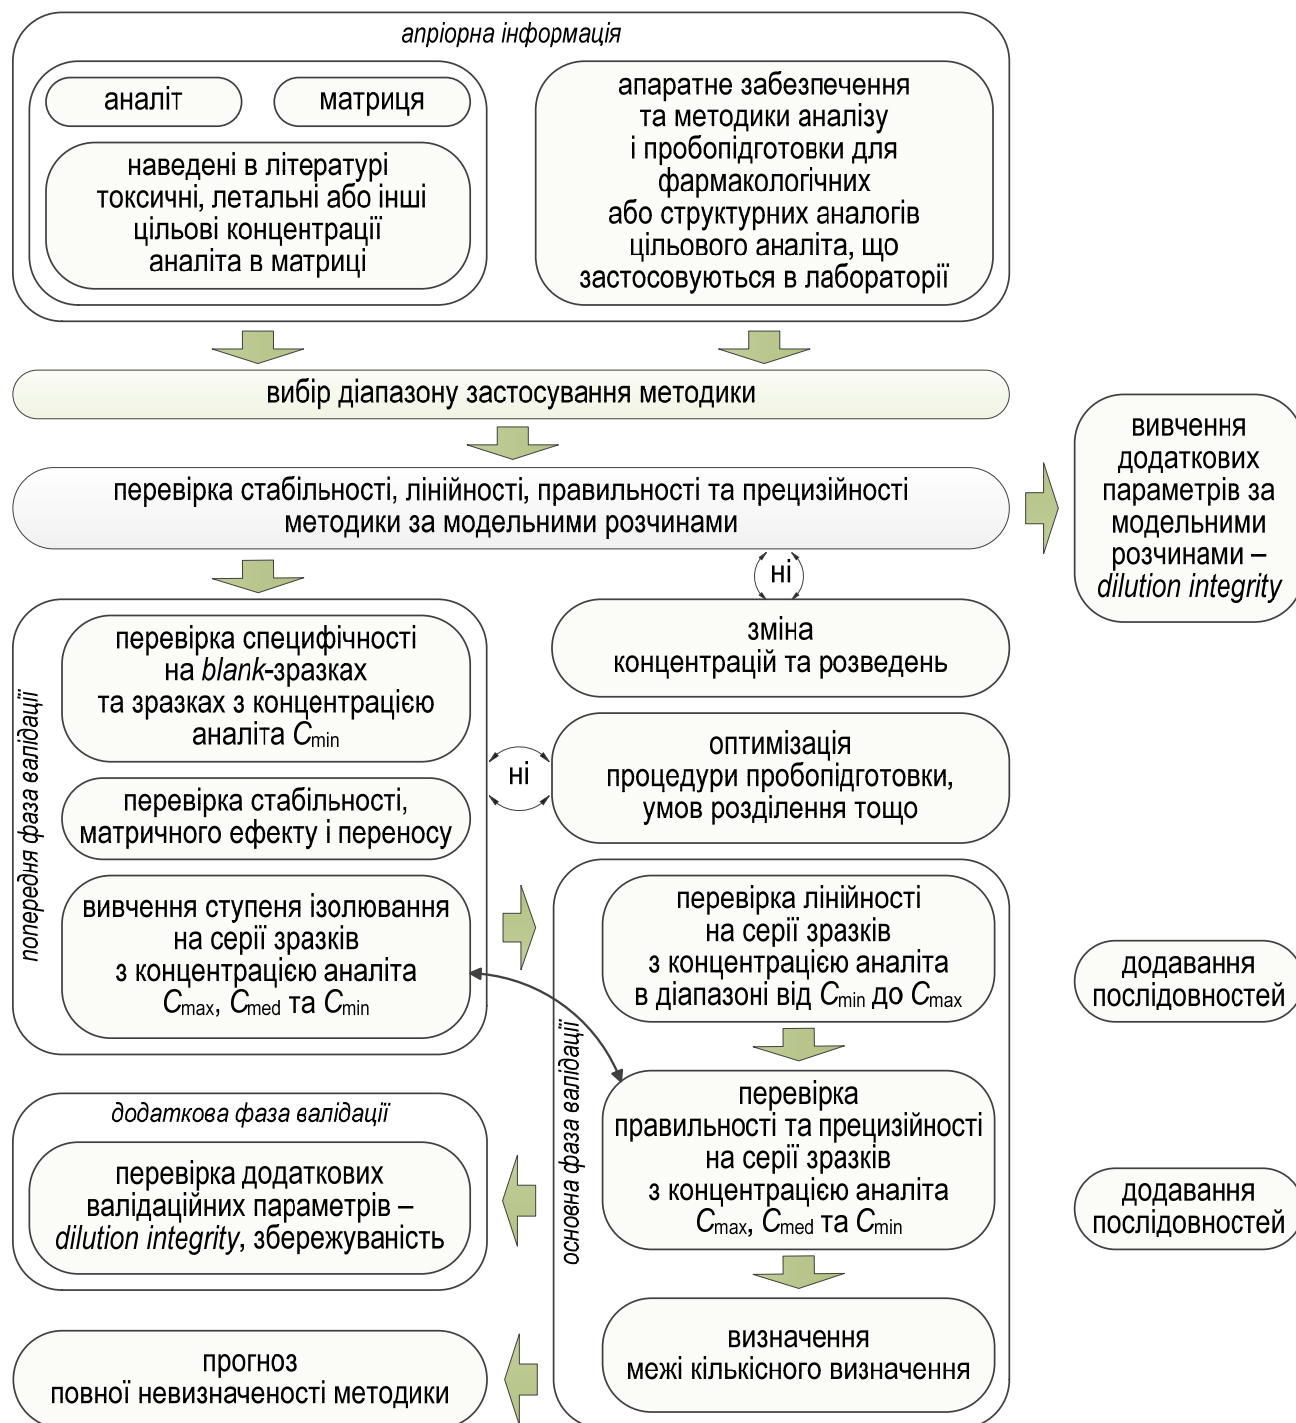 апріорна інформація
аналіт
матриця
наведені в літературі
токсичні, летальні або інші
цільові концентрації
аналіта в матриці
апаратне забезпечення
та методики аналізу
і пробопідготовки для
фармакологічних
або структурних аналогів
цільового аналіта, що
застосовуються в лабораторії
вибір діапазону застосування методики
перевірка стабільності, лінійності, правильності та прецизійності
методики за модельними розчинами
вивчення
додаткових
параметрів за
модельними
розчинами –
dilution integrity
ні
зміна
концентрацій та розведень
попередня фаза валідації
перевірка специфічності
на blank-зразках
та зразках з концентрацією
аналіта Cmin
ні
оптимізація
процедури пробопідготовки,
умов розділення тощо
перевірка стабільності,
матричного ефекту і переносу
вивчення ступеня ізолювання
на серії зразків
з концентрацією аналіта
Cmax, Cmed та Cmin
основна фаза валідації
перевірка лінійності
на серії зразків
з концентрацією аналіта
в діапазоні від Cmin до Cmax
додавання
послідовностей
перевірка
правильності та прецизійності
на серії зразків
з концентрацією аналіта
Cmax, Cmed та Cmin
додавання
послідовностей
додаткова фаза валідації
перевірка додаткових
валідаційних параметрів –
dilution integrity, збережуваність
визначення
межі кількісного визначення
прогноз
повної невизначеності методики